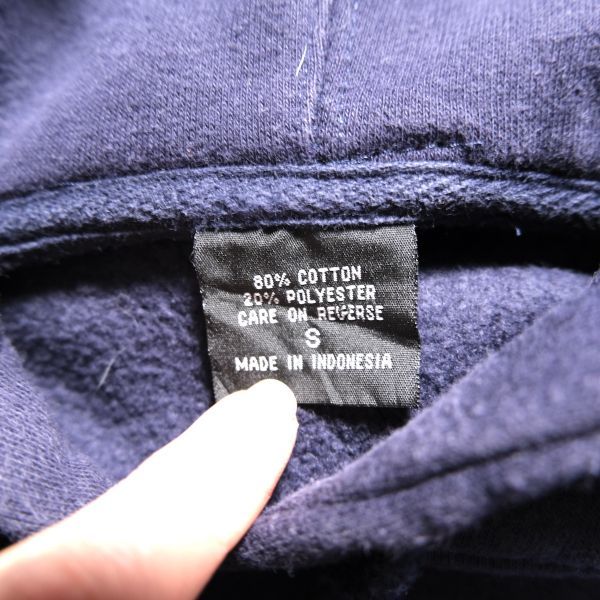 80% COTTON
20% POLYESTER
CARE ON REVERSE
S
MADE IN INDONESIA